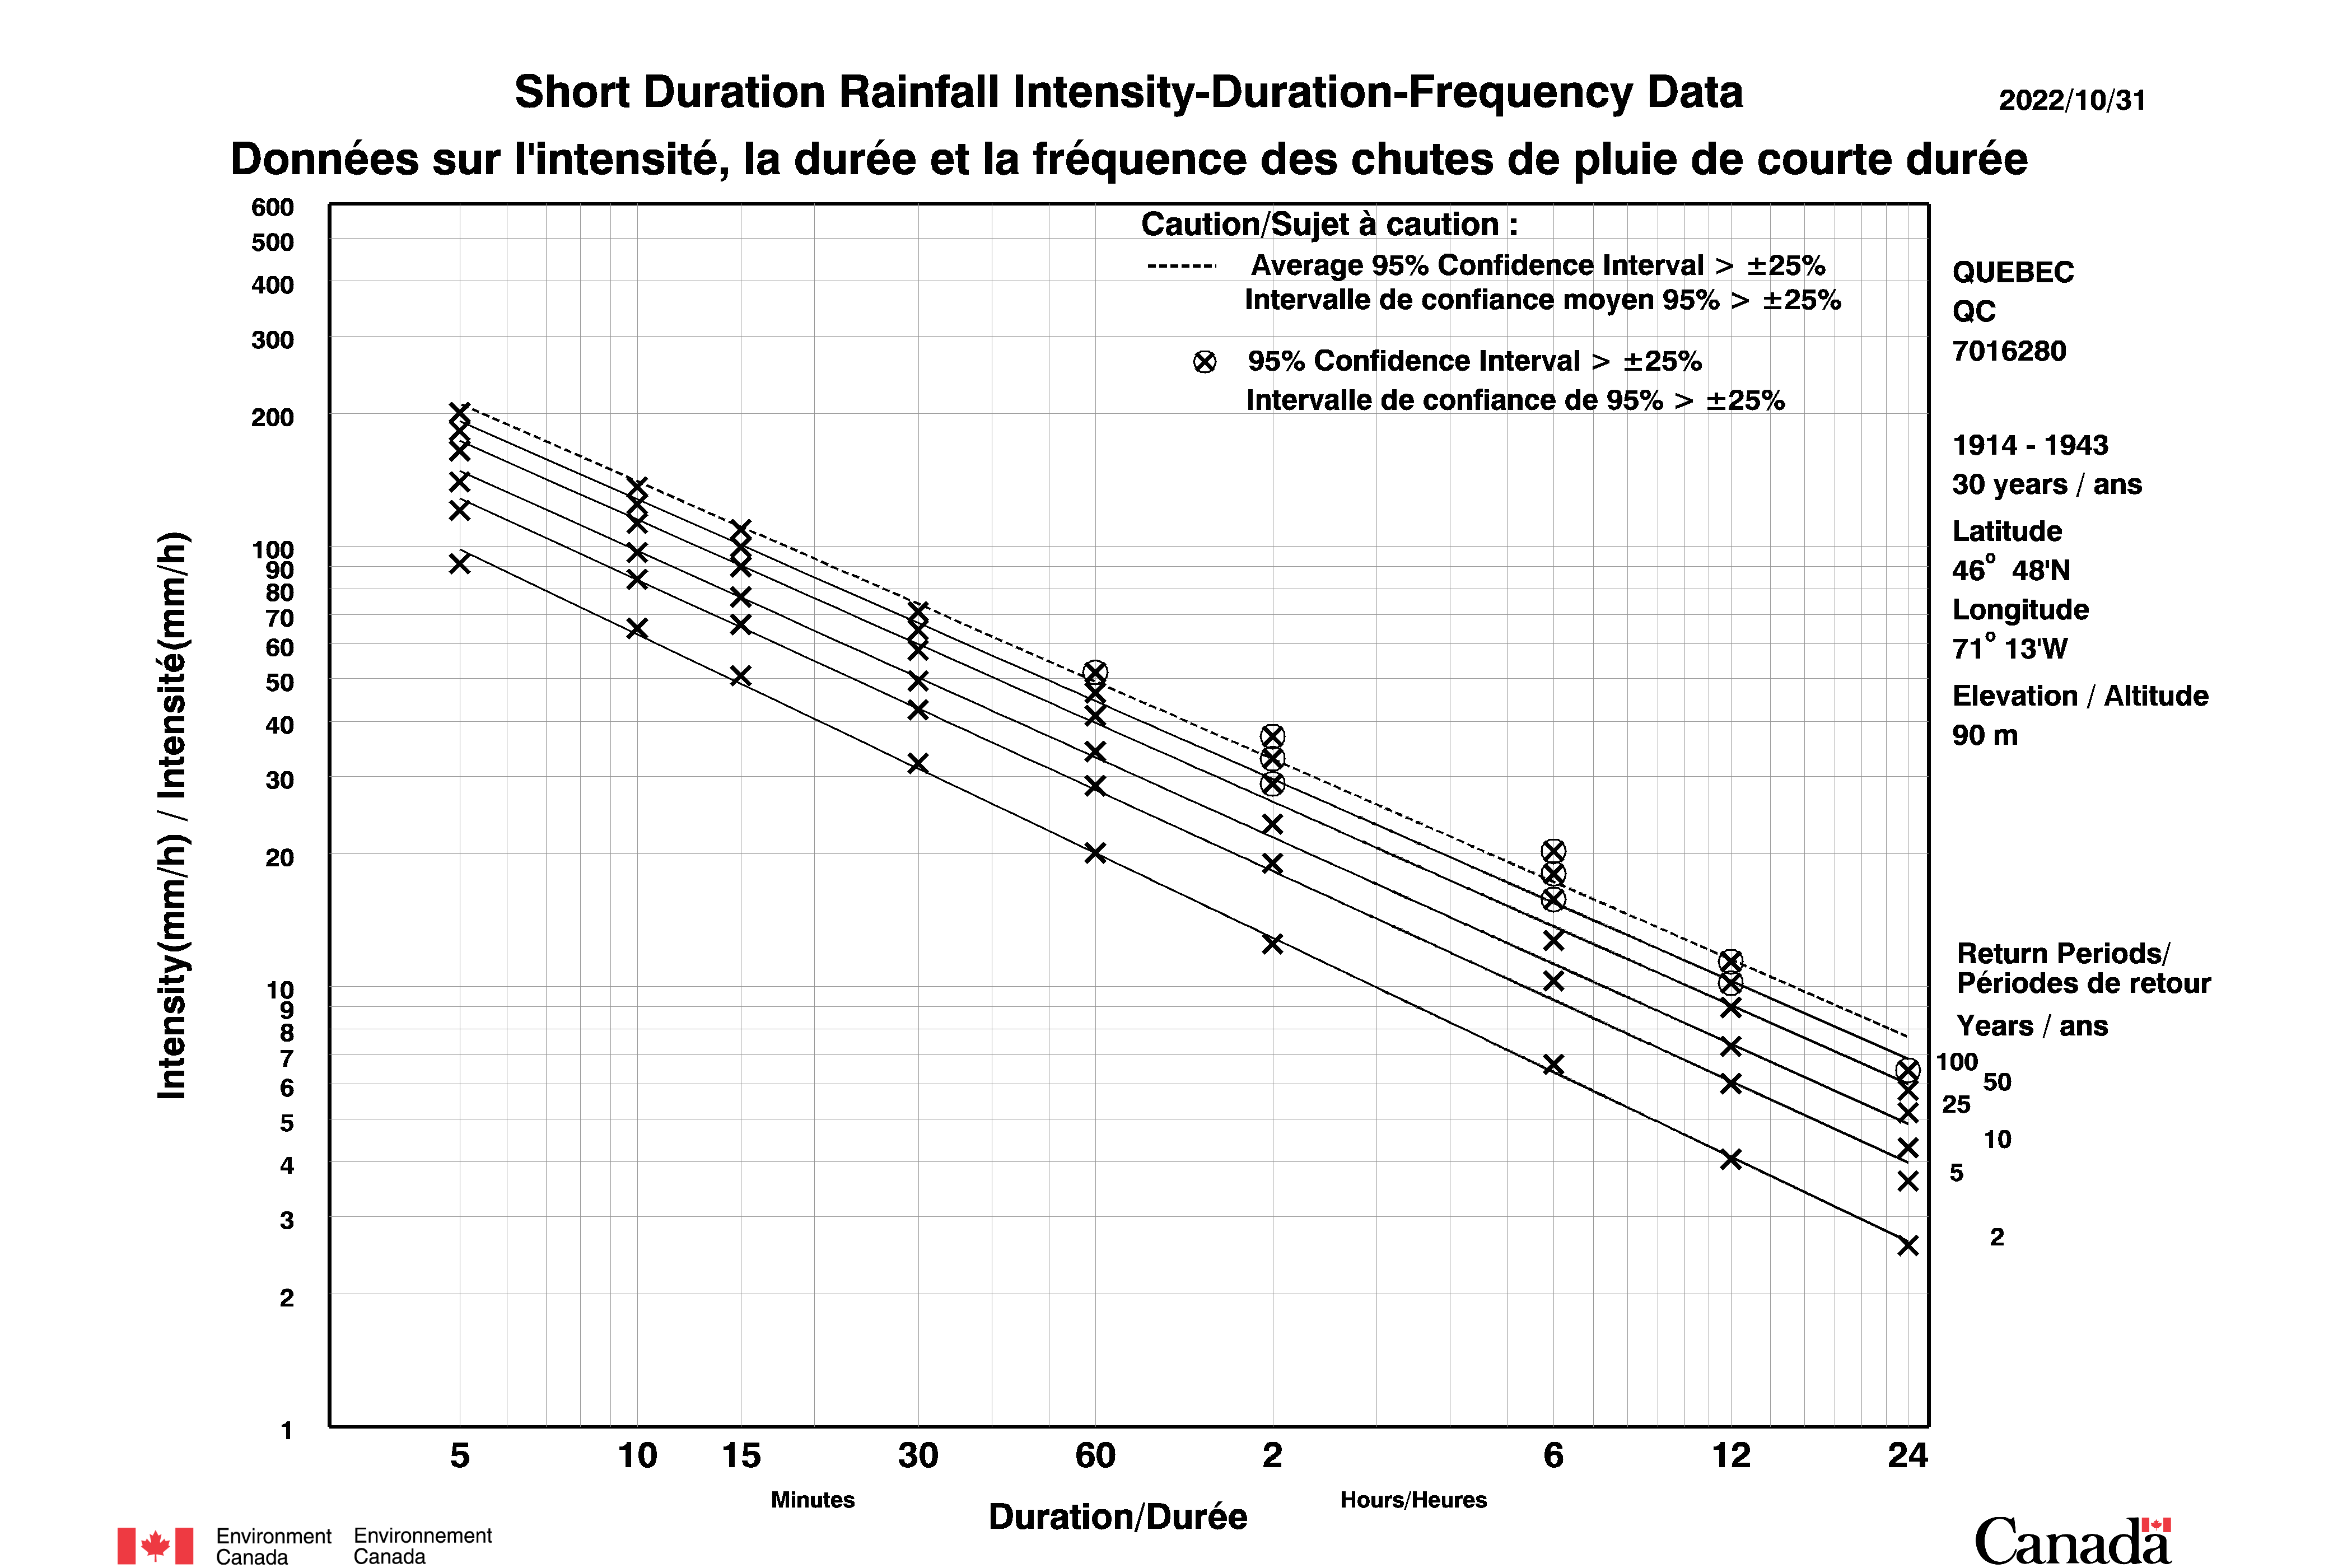 Short Duration Rainfall Intensity-Duration-Frequency Data
2022/10/31
Données sur l'intensité, la durée et la fréquence des chutes de pluie de courte durée
Caution/Sujet à caution :
Average 95% Confidence Interval > ±25%
Intervalle de confiance moyen 95% > ±25%
95% Confidence Interval > ±25%
Intervalle de confiance de 95% > ±25%
QUEBEC
QC
7016280
1914 - 1943
30 years / ans
Latitude
46° 48'N
Longitude
71° 13'W
Elevation / Altitude
90 m
Return Periods/
Périodes de retour
Years / ans
100
50
25
10
5
2
Intensity(mm/h) / Intensité(mm/h)
600
500
400
300
200
100
90
80
70
60
50
40
30
20
10
9
8
7
6
5
4
3
2
1
5 10 15 30 60 2 6 12 24
Minutes
Hours/Heures
Duration/Durée
Environment Environnement
Canada Canada
Canada